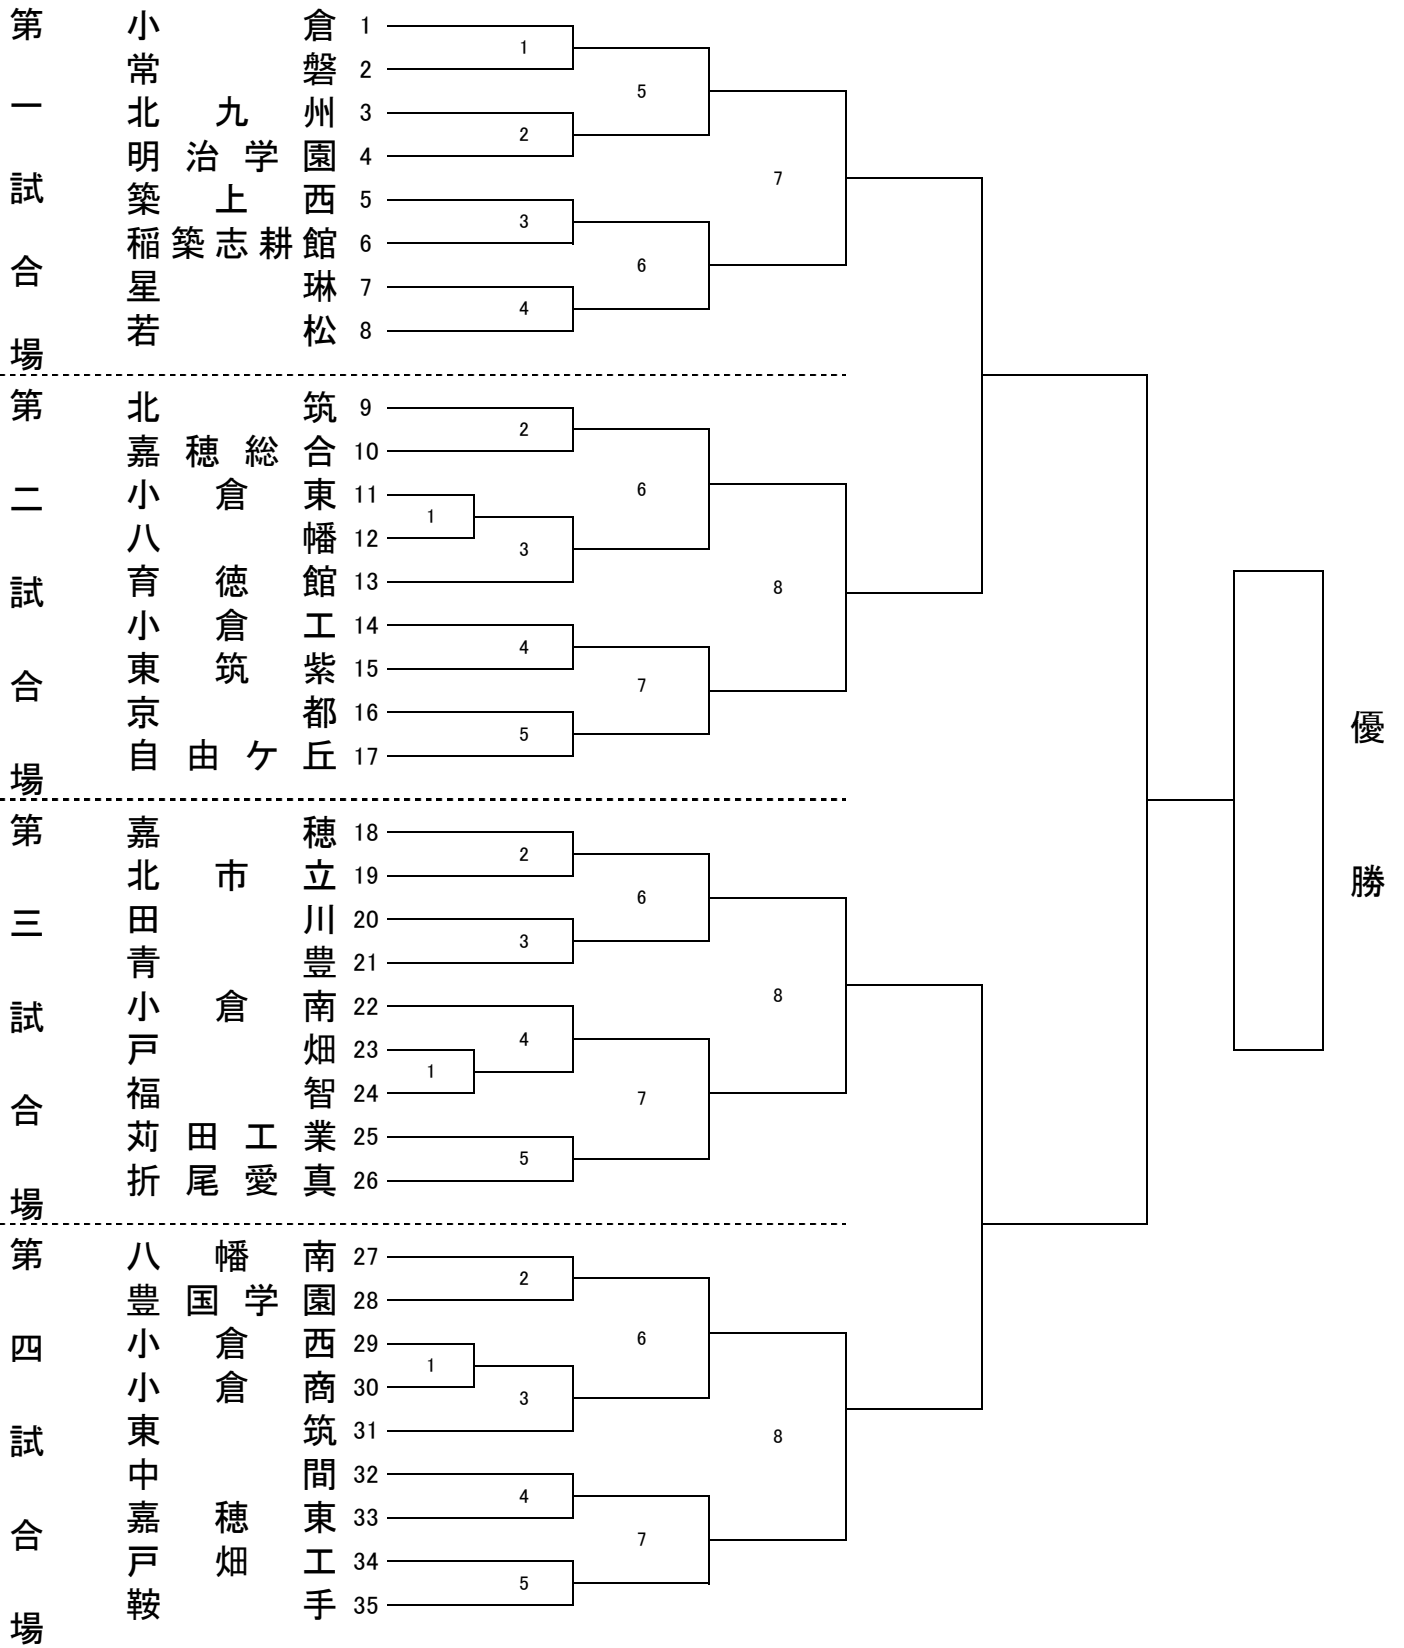 第一試合場
小倉 1
常磐 2
北九州 3
明治学園 4
築上西 5
稲築志耕館 6
星琳 7
若松 8
1
2
3
4
5
6
7
第二試合場
北筑 9
嘉穂総合 10
小倉東 11
八幡 12
育徳館 13
小倉工 14
東筑紫 15
京都 16
自由ケ丘 17
1
2
3
4
5
6
7
8
第三試合場
嘉穂 18
北市立 19
田川 20
青豊 21
小倉南 22
戸畑 23
福智 24
苅田工業 25
折尾愛真 26
1
2
3
4
5
6
7
8
第四試合場
八幡南 27
豊国学園 28
小倉西 29
小倉商 30
東筑 31
中間 32
嘉穂東 33
戸畑工 34
鞍手 35
1
2
3
4
5
6
7
8
優勝